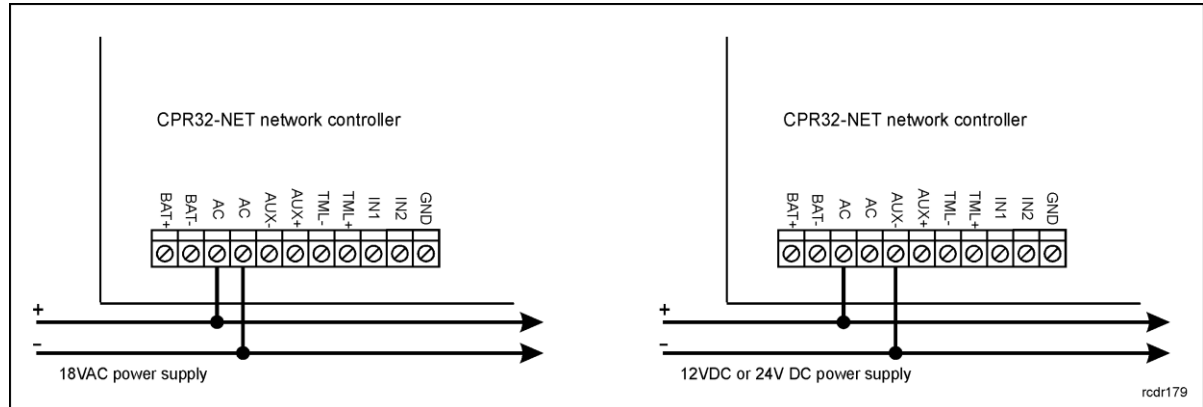 CPR32-NET network controller
BAT+ BAT- AC AC AUX- AUX+ TML- TML+ IN1 IN2 GND
+
–
18VAC power supply
CPR32-NET network controller
BAT+ BAT- AC AC AUX- AUX+ TML- TML+ IN1 IN2 GND
+
–
12VDC or 24V DC power supply
rcdr179